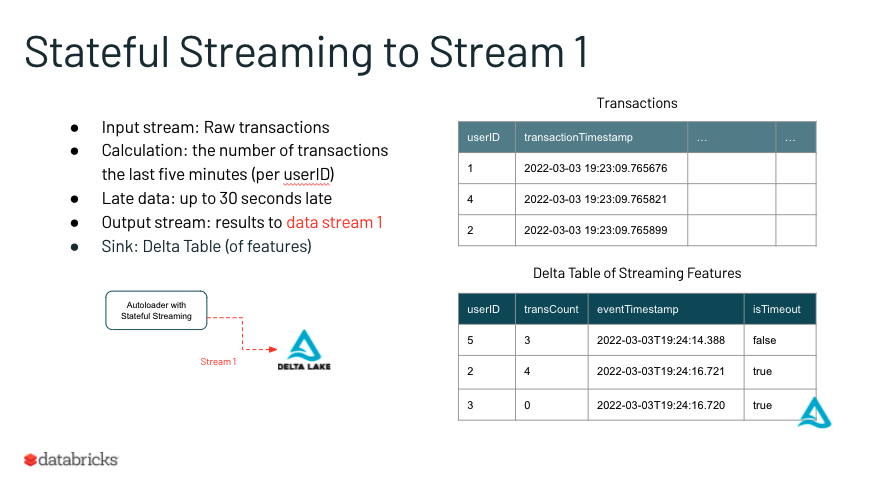 Stateful Streaming to Stream 1
● Input stream: Raw transactions
● Calculation: the number of transactions
the last five minutes (per userID)
● Late data: up to 30 seconds late
● Output stream: results to data stream 1
● Sink: Delta Table (of features)
Autoloader with
Stateful Streaming
Stream 1
DELTA LAKE
Transactions
userID transactionTimestamp … …
1 2022-03-03 19:23:09.765676
4 2022-03-03 19:23:09.765821
2 2022-03-03 19:23:09.765899
Delta Table of Streaming Features
userID transCount eventTimestamp isTimeout
5 3 2022-03-03T19:24:14.388 false
2 4 2022-03-03T19:24:16.721 true
3 0 2022-03-03T19:24:16.720 true
databricks